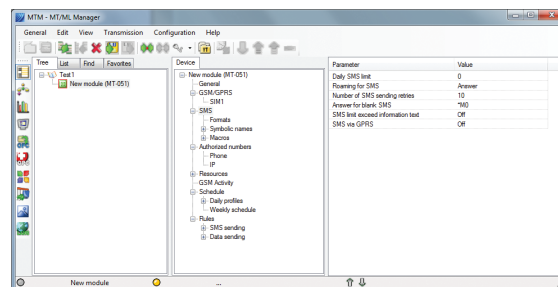 MTM - MT/ML Manager
General Edit View Transmission Configuration Help
Tree List Find Favorites
Test1
New module (MT-051)
Device
New module (MT-051)
General
GSM/GPRS
SIM1
SMS
Formats
Symbolic names
Macros
Authorized numbers
Phone
IP
Resources
GSM Activity
Schedule
Daily profiles
Weekly schedule
Rules
SMS sending
Data sending
Parameter Value
Daily SMS limit 0
Roaming for SMS Answer
Number of SMS sending retries 10
Answer for blank SMS *M0
SMS limit exceed information text Off
SMS via GPRS Off
New module ...